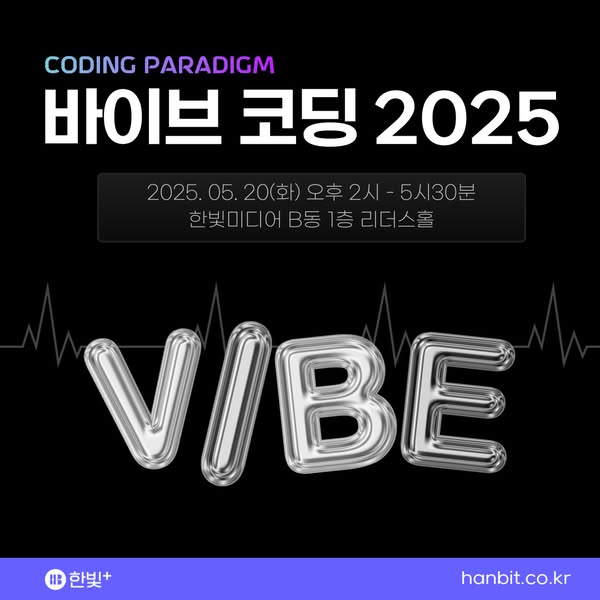 CODING PARADIGM
바이브 코딩 2025
2025. 05. 20(화) 오후 2시 - 5시30분
한빛미디어 B동 1층 리더스홀
VIBE
한빛+
hanbit.co.kr